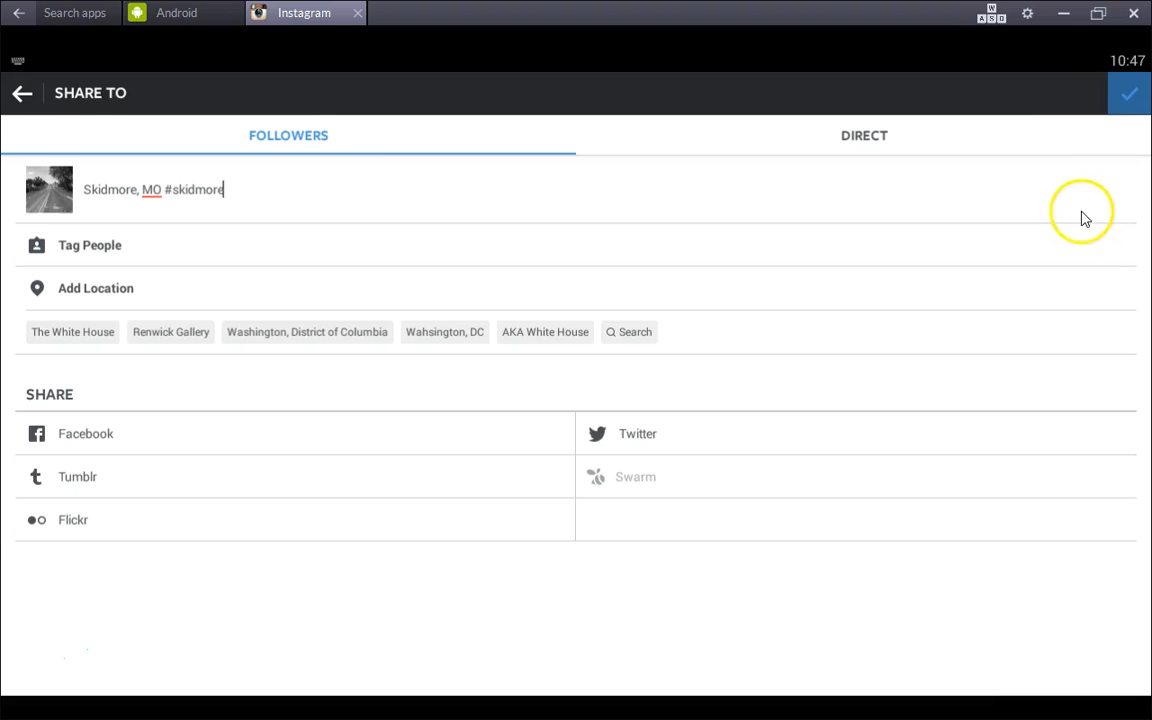 Search apps Android Instagram
W
A S D
10:47
SHARE TO
FOLLOWERS DIRECT
Skidmore, MO #skidmore
Tag People
Add Location
The White House Renwick Gallery Washington, District of Columbia Wahsington, DC AKA White House Search
SHARE
Facebook Twitter
Tumblr Swarm
Flickr